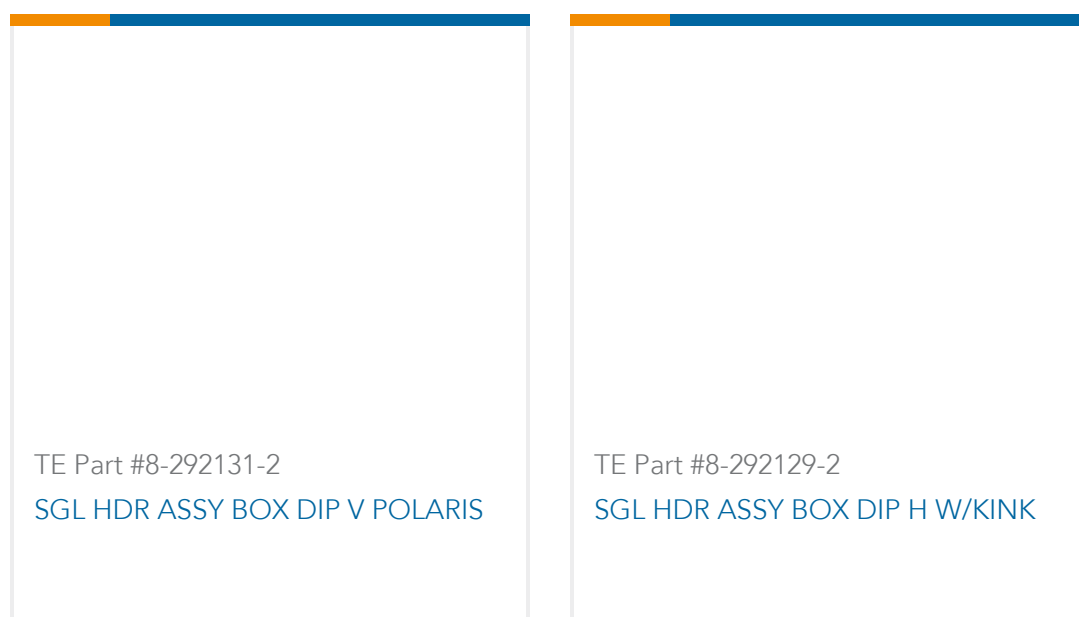 TE Part #8-292131-2
SGL HDR ASSY BOX DIP V POLARIS
TE Part #8-292129-2
SGL HDR ASSY BOX DIP H W/KINK